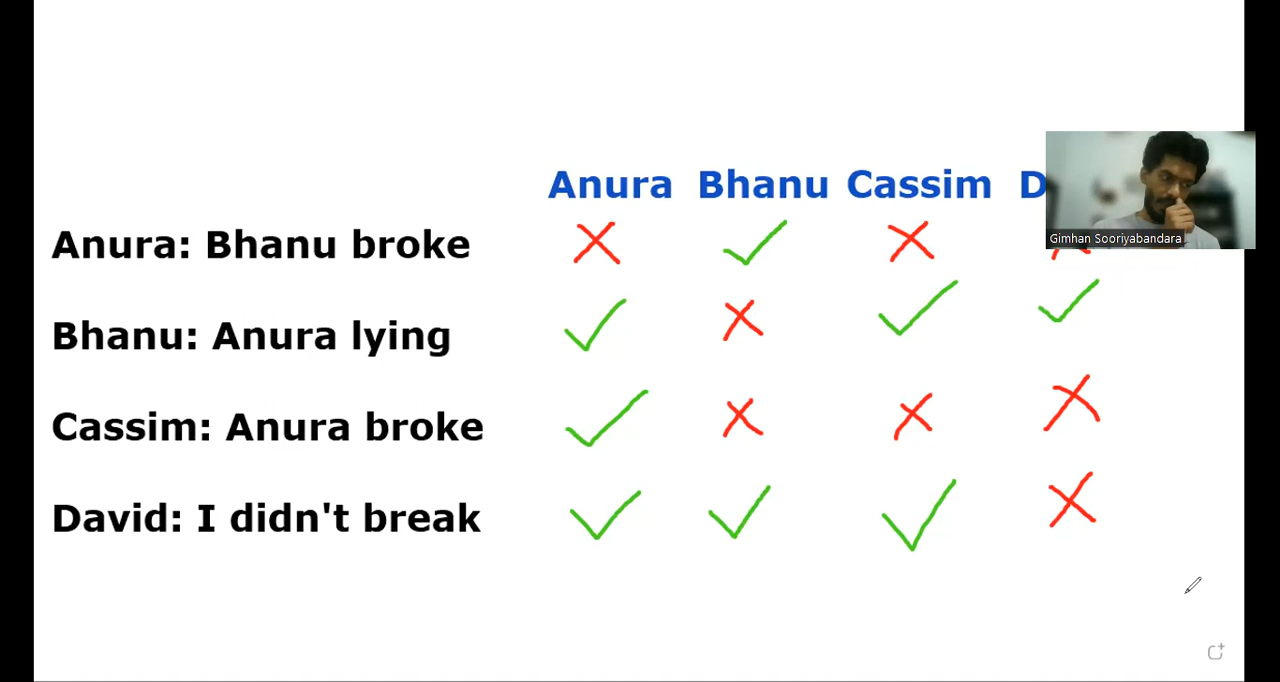 Anura Bhanu Cassim D
Gimhan Sooriyabandara
Anura: Bhanu broke
Bhanu: Anura lying
Cassim: Anura broke
David: I didn't break